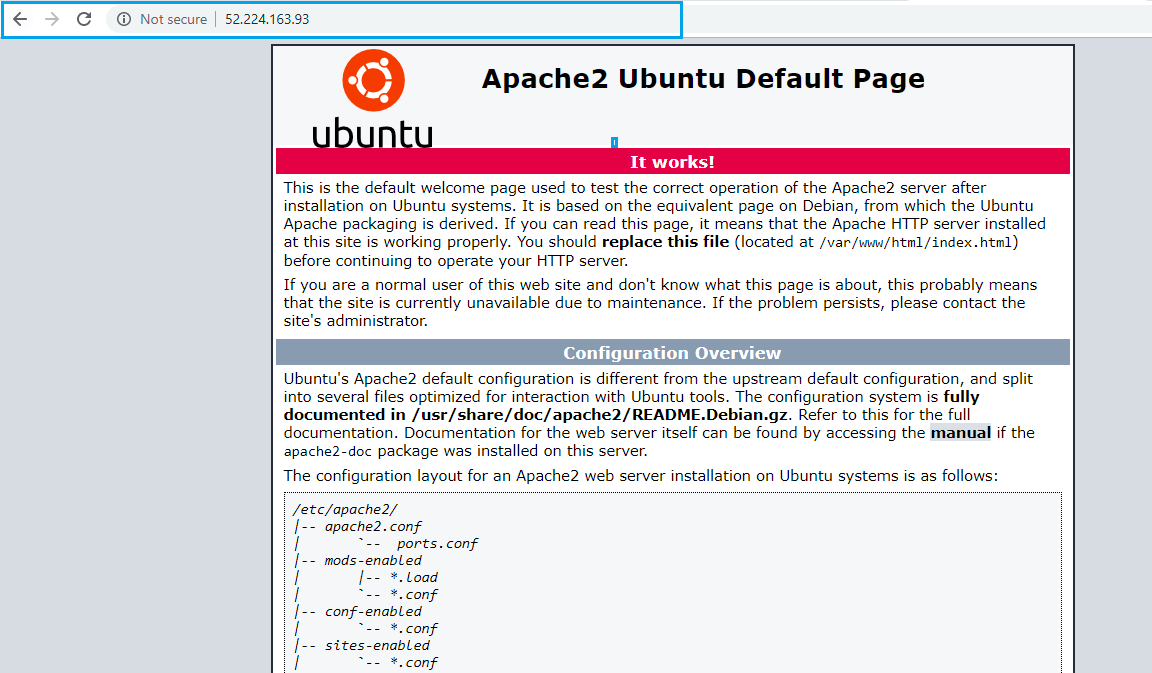 Not secure | 52.224.163.93
ubuntu
Apache2 Ubuntu Default Page
It works!
This is the default welcome page used to test the correct operation of the Apache2 server after
installation on Ubuntu systems. It is based on the equivalent page on Debian, from which the Ubuntu
Apache packaging is derived. If you can read this page, it means that the Apache HTTP server installed
at this site is working properly. You should replace this file (located at /var/www/html/index.html)
before continuing to operate your HTTP server.
If you are a normal user of this web site and don't know what this page is about, this probably means
that the site is currently unavailable due to maintenance. If the problem persists, please contact the
site's administrator.
Configuration Overview
Ubuntu's Apache2 default configuration is different from the upstream default configuration, and split
into several files optimized for interaction with Ubuntu tools. The configuration system is fully
documented in /usr/share/doc/apache2/README.Debian.gz. Refer to this for the full
documentation. Documentation for the web server itself can be found by accessing the manual if the
apache2-doc package was installed on this server.
The configuration layout for an Apache2 web server installation on Ubuntu systems is as follows:
/etc/apache2/
|-- apache2.conf
|       `--  ports.conf
|-- mods-enabled
|       |-- *.load
|       `-- *.conf
|-- conf-enabled
|       `-- *.conf
|-- sites-enabled
|       `-- *.conf